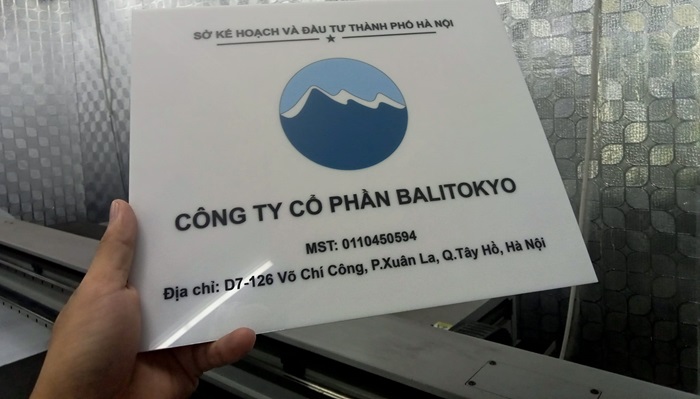 SỞ KẾ HOẠCH VÀ ĐẦU TƯ THÀNH PHỐ HÀ NỘI
CÔNG TY CỔ PHẦN BALITOKYO
MST: 0110450594
Địa chỉ: D7-126 Võ Chí Công, P.Xuân La, Q.Tây Hồ, Hà Nội